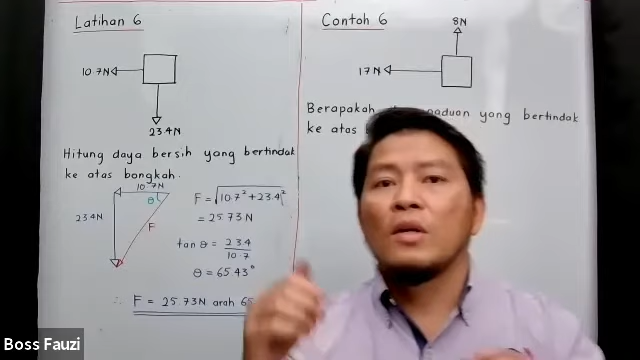 Latihan 6
10.7N
23.4N
Hitung daya bersih yang bertindak
ke atas bongkah.
10.7N
θ
23.4N
F
F = √10.7² + 23.4²
= 25.73N
tan θ = 23.4
10.7
θ = 65.43°
∴ F = 25.73N arah 65
Contoh 6
8N
17N
Berapakah yang bertindak
ke atas
Boss Fauzi